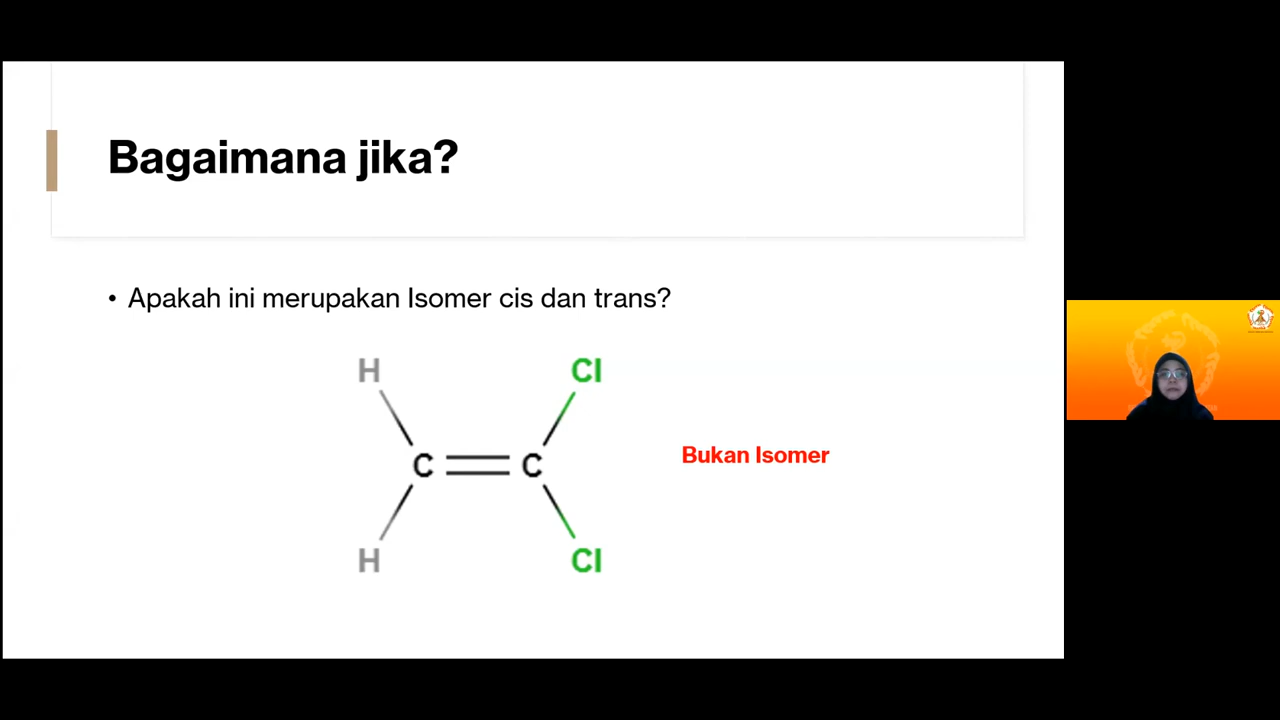 Bagaimana jika?
• Apakah ini merupakan Isomer cis dan trans?
H Cl
C C
Bukan Isomer
H Cl